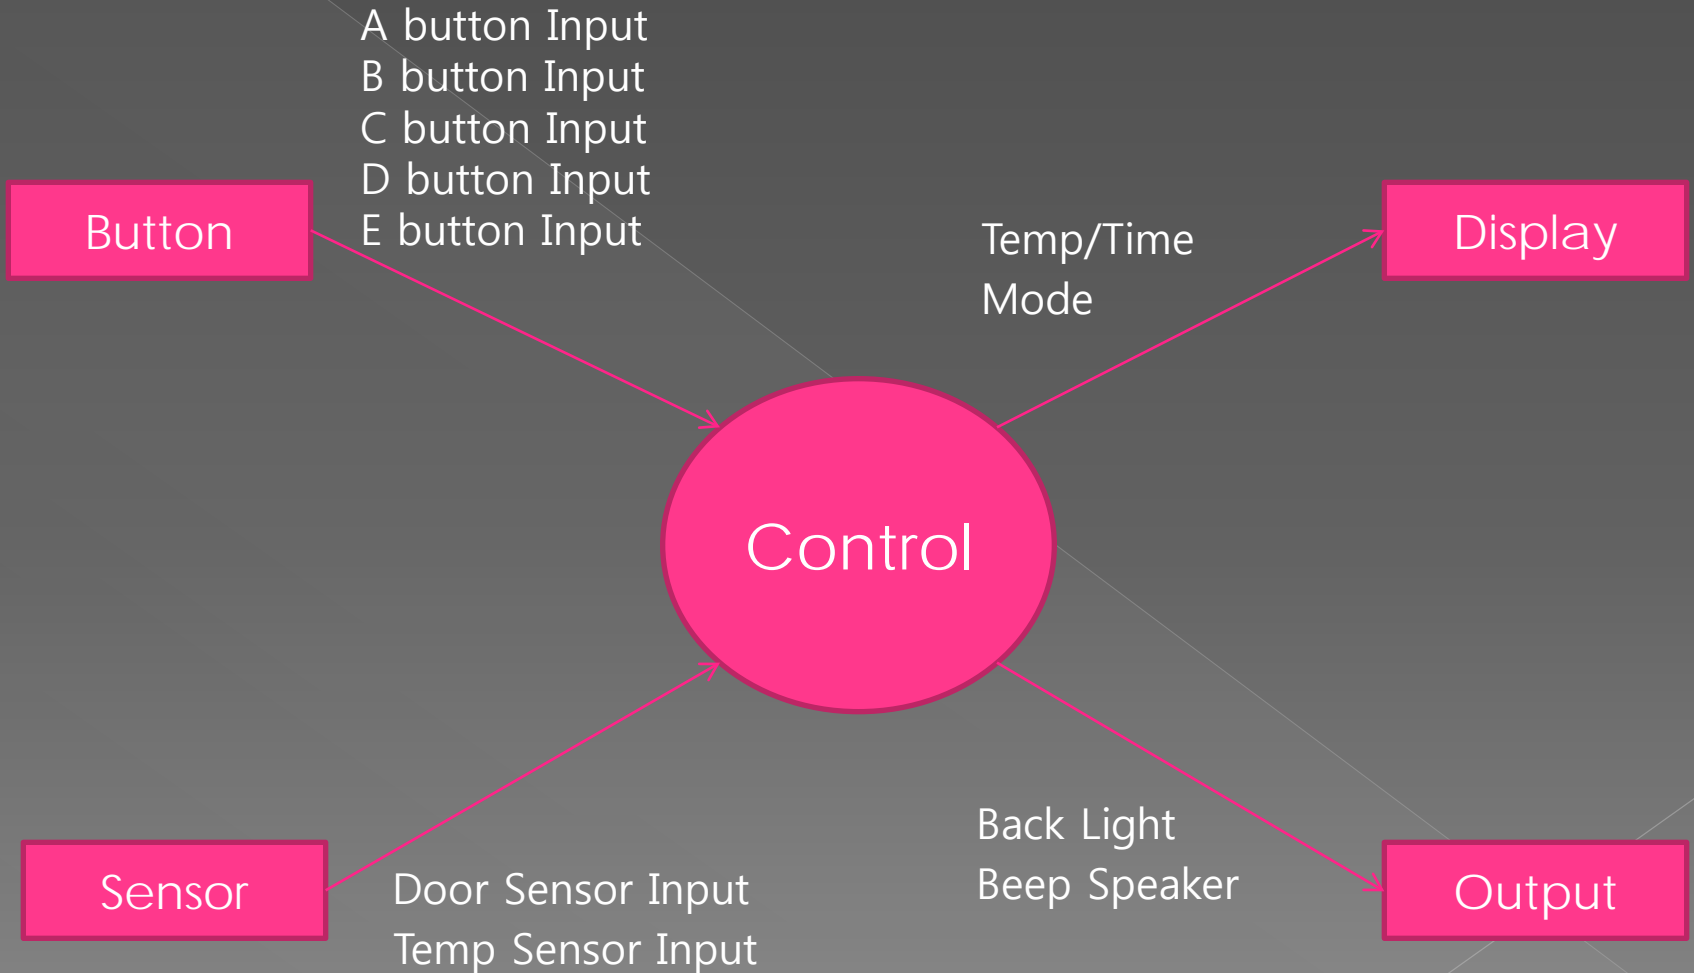 A button Input
B button Input
C button Input
D button Input
E button Input
Button
Temp/Time
Mode
Display
Control
Sensor
Door Sensor Input
Temp Sensor Input
Back Light
Beep Speaker
Output